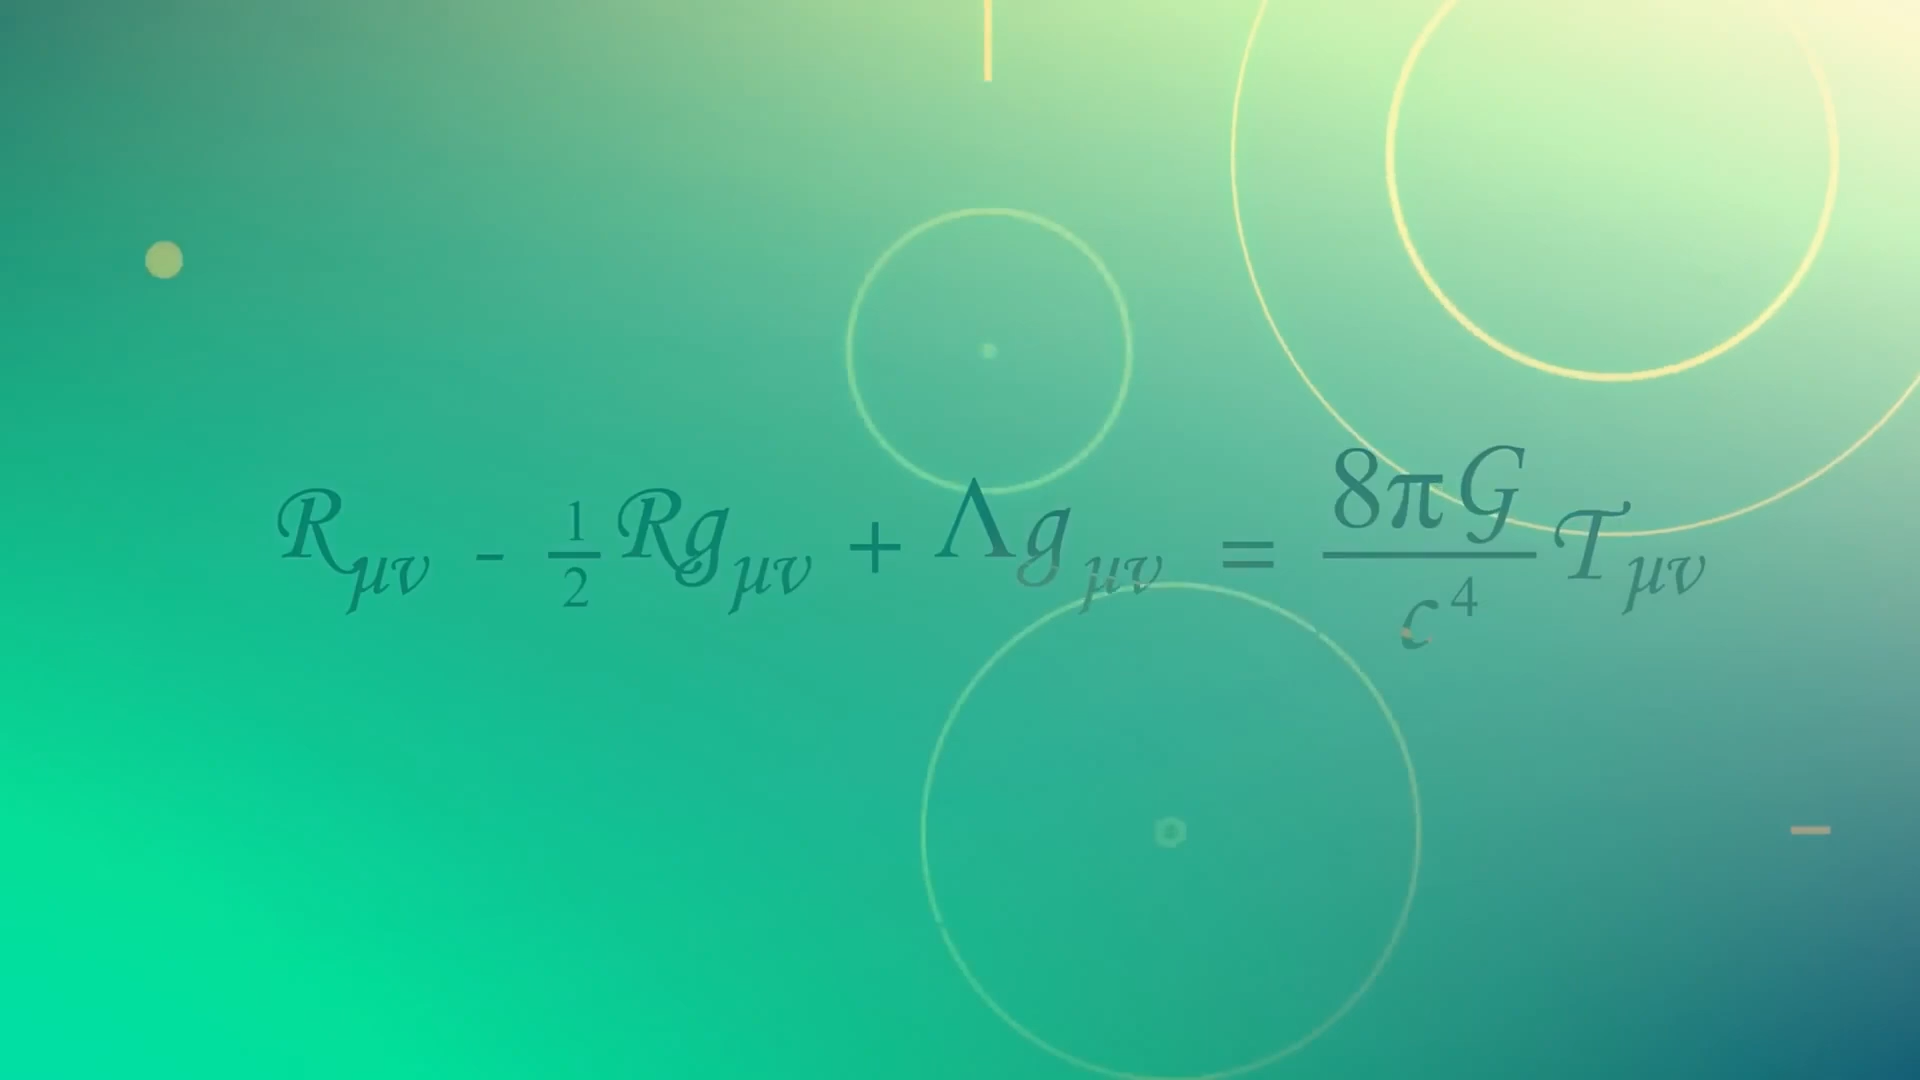 Rμν - ½Rgμν + Λgμν = 8πG/c⁴ Tμν